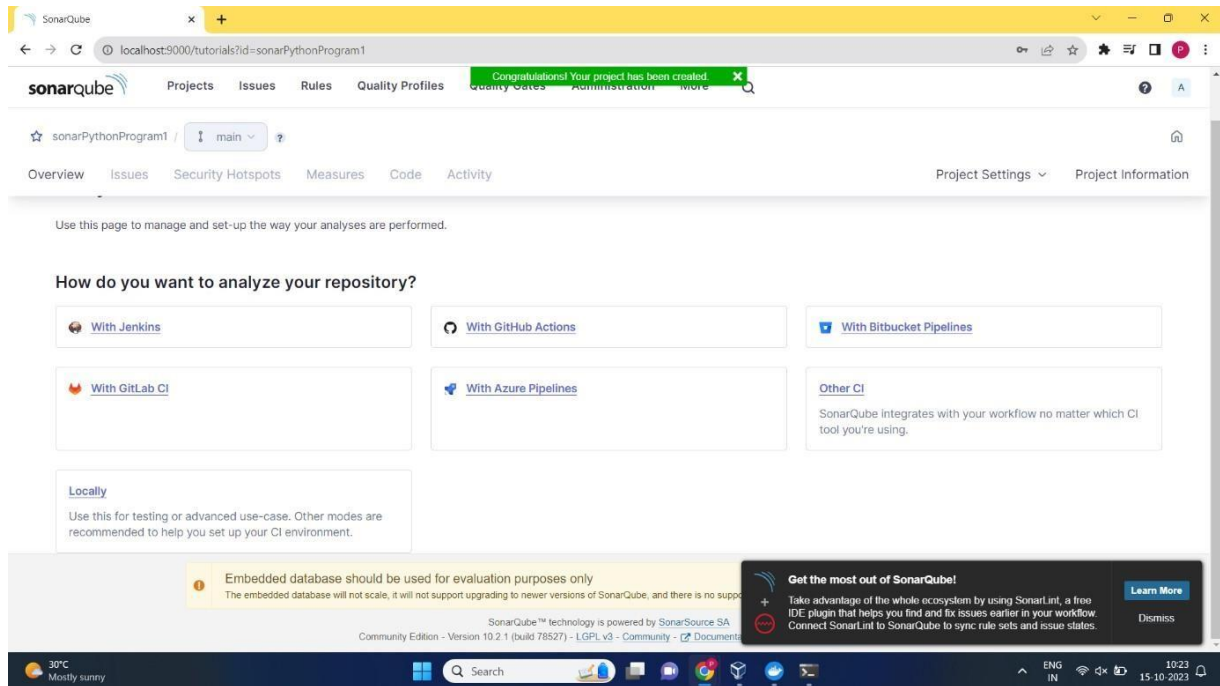 SonarQube
localhost:9000/tutorials?id=sonarPythonProgram1
P
sonarqube Projects Issues Rules Quality Profiles Quality Gates Administration More A
Congratulations! Your project has been created.
sonarPythonProgram1 / main ?
Overview Issues Security Hotspots Measures Code Activity Project Settings Project Information
Use this page to manage and set-up the way your analyses are performed.
How do you want to analyze your repository?
With Jenkins
With GitHub Actions
With Bitbucket Pipelines
With GitLab CI
With Azure Pipelines
Other CI
SonarQube integrates with your workflow no matter which CI
tool you're using.
Locally
Use this for testing or advanced use-case. Other modes are
recommended to help you set up your CI environment.
Embedded database should be used for evaluation purposes only
The embedded database will not scale, it will not support upgrading to newer versions of SonarQube, and there is no
SonarQube™ technology is powered by SonarSource SA
Community Edition - Version 10.2.1 (build 78527) - LGPL v3 - Community -
Get the most out of SonarQube!
Take advantage of the whole ecosystem by using SonarLint, a free
IDE plugin that helps you find and fix issues earlier in your workflow.
Connect SonarLint to SonarQube to sync rule sets and issue states.
Learn More
Dismiss
30°C
Mostly sunny
Search
ENG
IN
10:23
15-10-2023